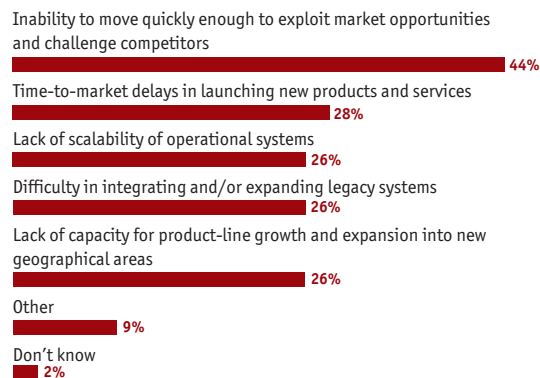 Inability to move quickly enough to exploit market opportunities
and challenge competitors
44%
Time-to-market delays in launching new products and services
28%
Lack of scalability of operational systems
26%
Difficulty in integrating and/or expanding legacy systems
26%
Lack of capacity for product-line growth and expansion into new
geographical areas
26%
Other
9%
Don’t know
2%